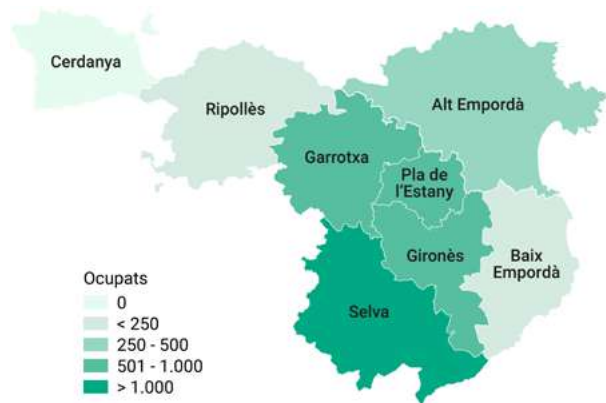 Cerdanya
Ripollès
Alt Empordà
Garrotxa
Pla de
l'Estany
Gironès
Baix
Empordà
Selva
Ocupats
0
< 250
250 - 500
501 - 1.000
> 1.000